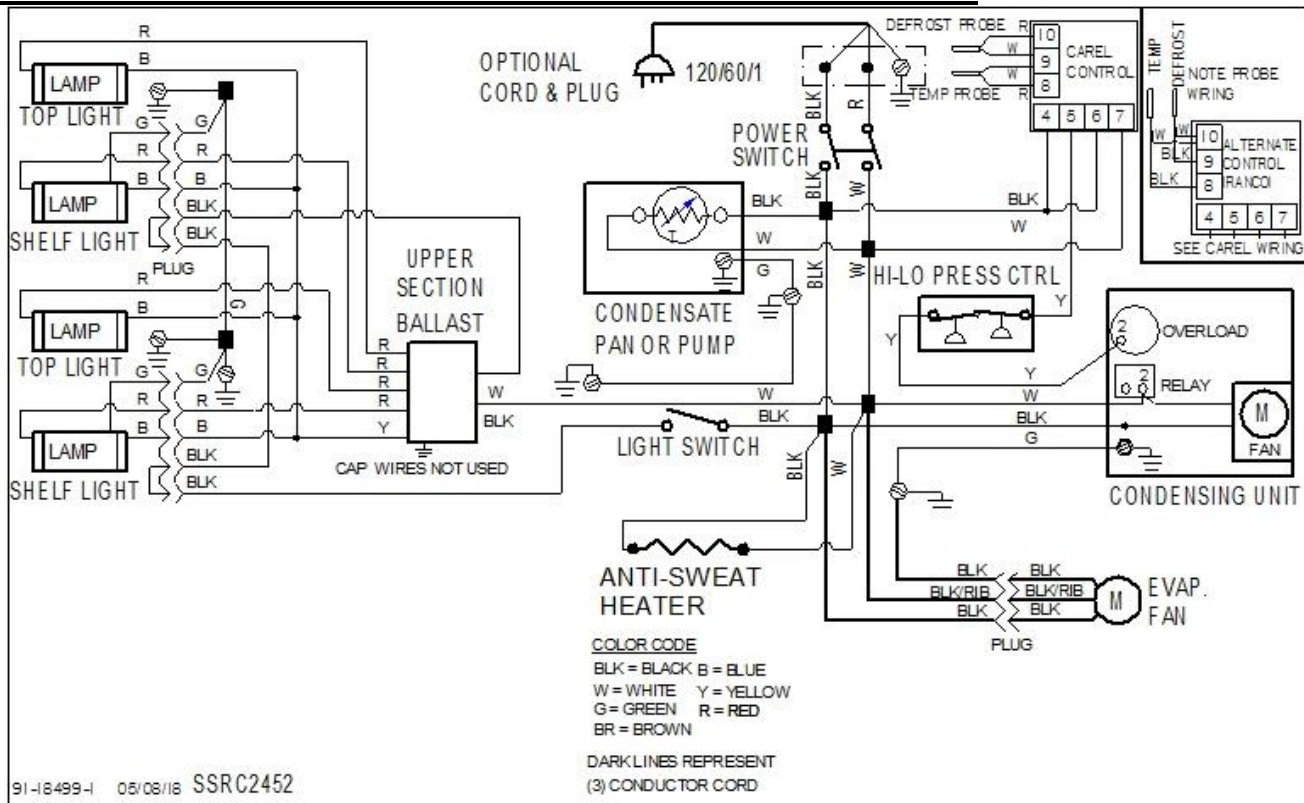 R
B
LAMP
TOP LIGHT
G
G
R
R
B
B
LAMP
BLK
BLK
SHELF LIGHT
PLUG
R
B
G
LAMP
TOP LIGHT
G
G
R
R
B
B
LAMP
BLK
BLK
SHELF LIGHT
UPPER
SECTION
BALLAST
R
R
R
R
Y
W
BLK
CAP WIRES NOT USED
OPTIONAL
CORD & PLUG
120/60/1
BLK
R
POWER
SWITCH
BLK
W
T
BLK
W
G
CONDENSATE
PAN OR PUMP
BLK
W
BLK
W
DEFROST PROBE
R
W
W
TEMP PROBE
R
10
9
8
CAREL
CONTROL
4 5 6 7
TEMP
DEFROST
NOTE PROBE
WIRING
W
W
BLK
BLK
10
9
8
ALTERNATE
CONTROL
(RANCO)
4 5 6 7
SEE CAREL WIRING
HI-LO PRESS CTRL
Y
Y
Y
2
OVERLOAD
2
RELAY
M
FAN
CONDENSING UNIT
W
BLK
LIGHT SWITCH
W
BLK
G
BLK
W
ANTI-SWEAT
HEATER
BLK
BLK
BLK/RIB
BLK/RIB
BLK
BLK
PLUG
M
EVAP.
FAN
COLOR CODE
BLK = BLACK B = BLUE
W = WHITE Y = YELLOW
G = GREEN R = RED
BR = BROWN
DARK LINES REPRESENT
(3) CONDUCTOR CORD
91-18499-1 05/08/18 SSRC2452